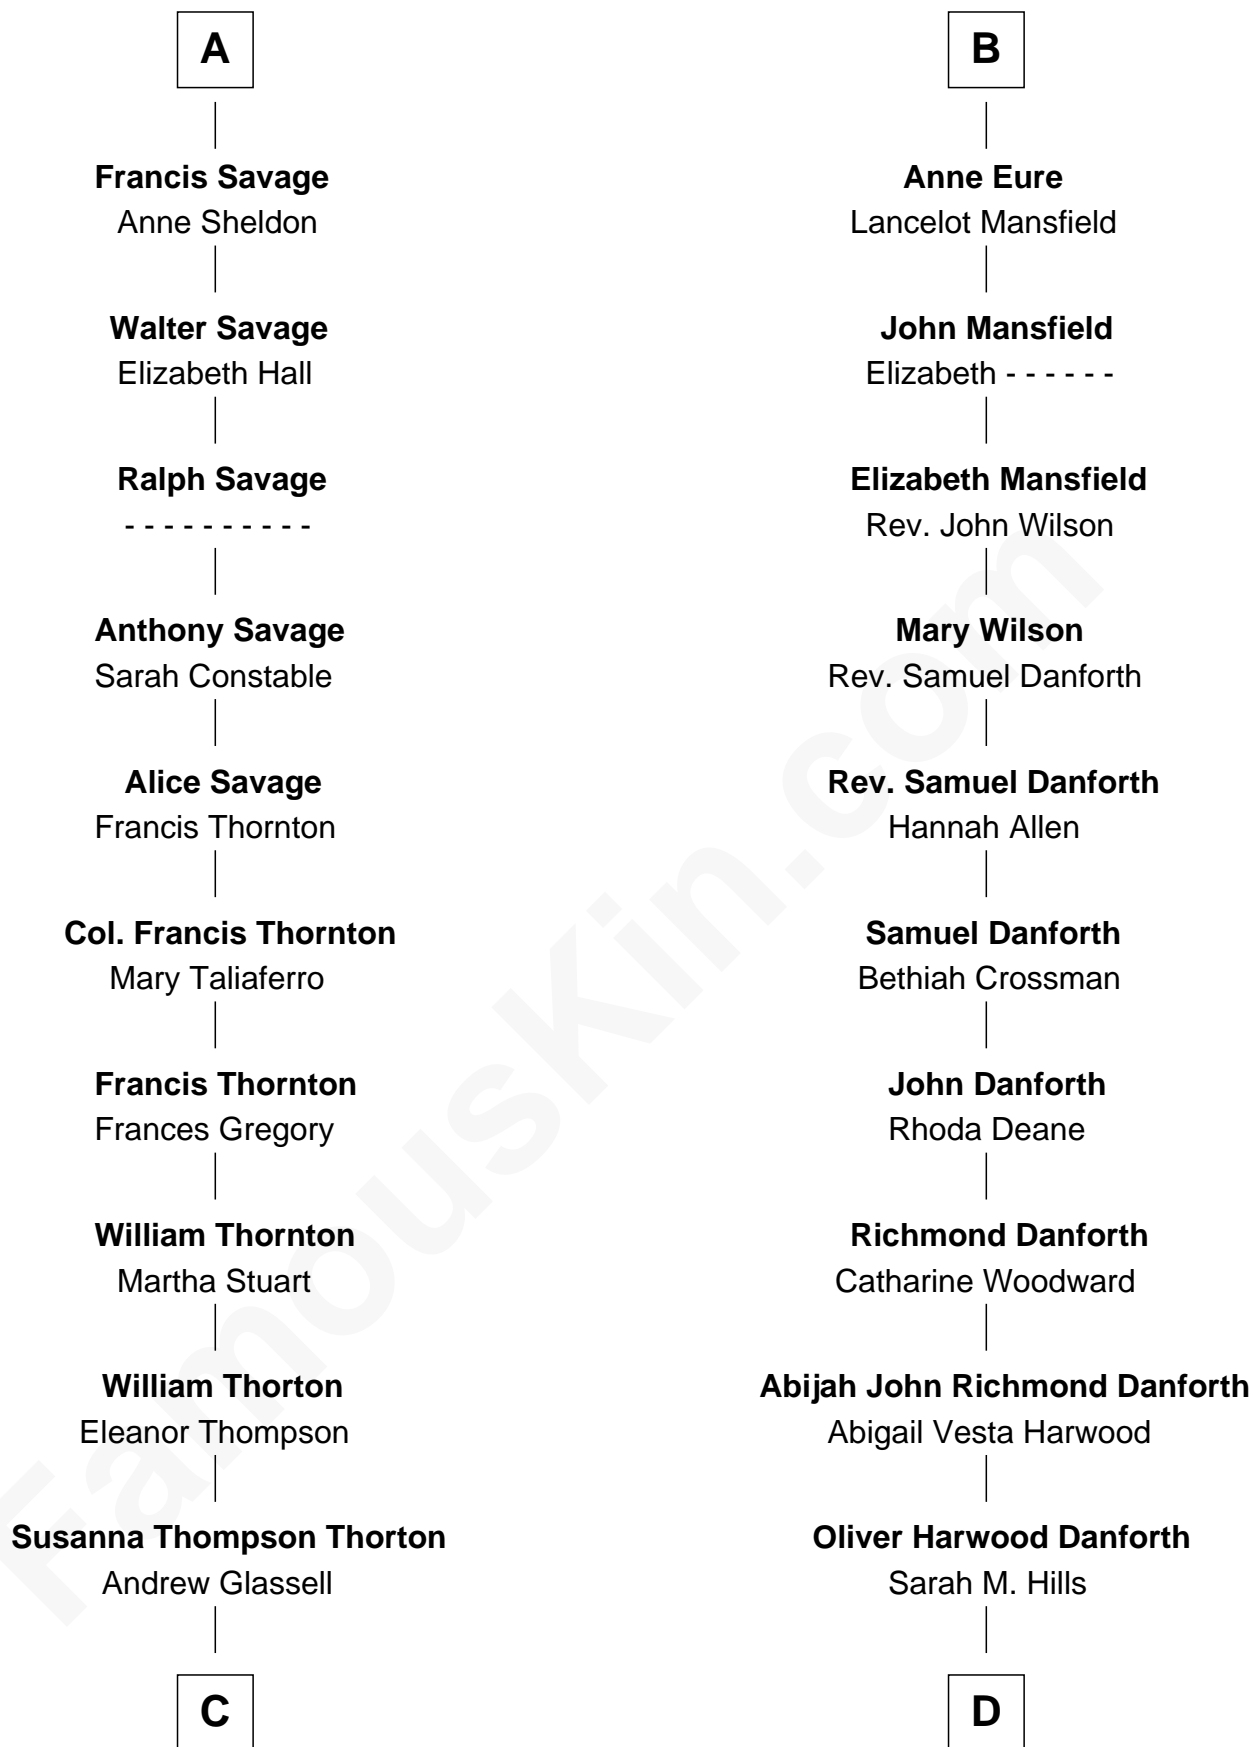 A
Francis Savage
Anne Sheldon
Walter Savage
Elizabeth Hall
Ralph Savage
- - - - - - - - - -
Anthony Savage
Sarah Constable
Alice Savage
Francis Thornton
Col. Francis Thornton
Mary Taliaferro
Francis Thornton
Frances Gregory
William Thornton
Martha Stuart
William Thorton
Eleanor Thompson
Susanna Thompson Thorton
Andrew Glassell
C
B
Anne Eure
Lancelot Mansfield
John Mansfield
Elizabeth - - - - - -
Elizabeth Mansfield
Rev. John Wilson
Mary Wilson
Rev. Samuel Danforth
Rev. Samuel Danforth
Hannah Allen
Samuel Danforth
Bethiah Crossman
John Danforth
Rhoda Deane
Richmond Danforth
Catharine Woodward
Abijah John Richmond Danforth
Abigail Vesta Harwood
Oliver Harwood Danforth
Sarah M. Hills
D
FamousKin.com